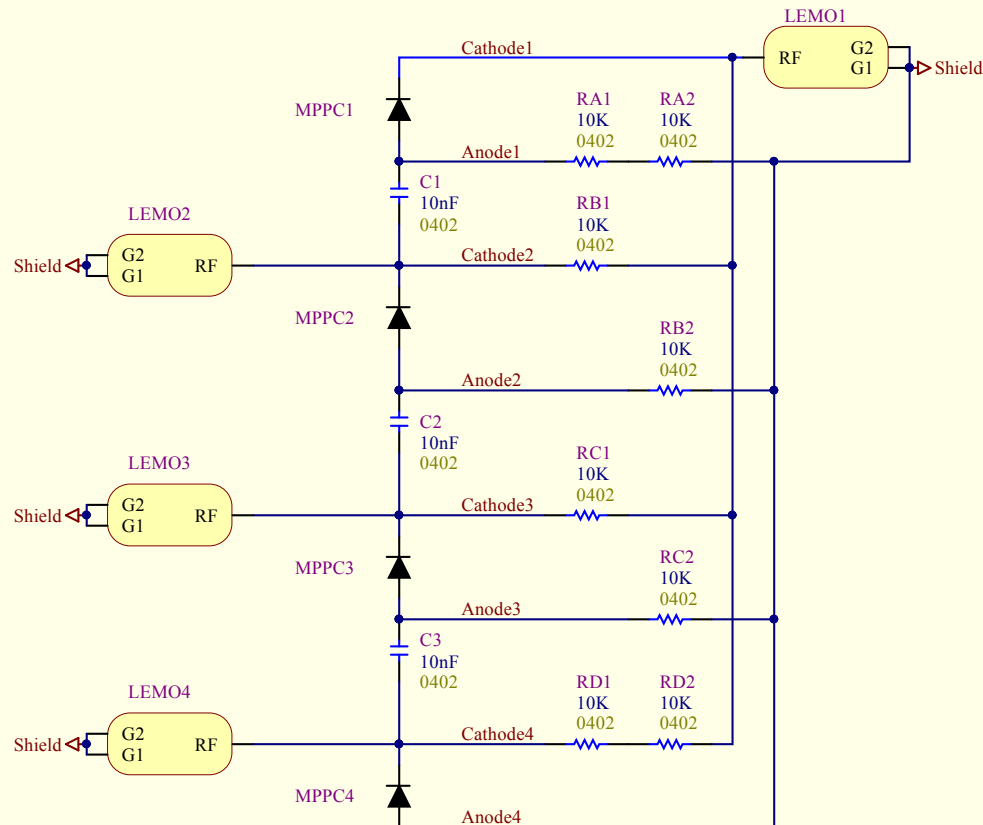 LEMO1
Cathode1
RF
G2
G1
Shield
MPPC1
RA1
10K
0402
RA2
10K
0402
Anode1
C1
10nF
0402
RB1
10K
0402
LEMO2
Shield
G2
G1
RF
Cathode2
MPPC2
RB2
10K
0402
Anode2
C2
10nF
0402
RC1
10K
0402
LEMO3
Shield
G2
G1
RF
Cathode3
MPPC3
RC2
10K
0402
Anode3
C3
10nF
0402
RD1
10K
0402
RD2
10K
0402
LEMO4
Shield
G2
G1
RF
Cathode4
MPPC4
Anode4